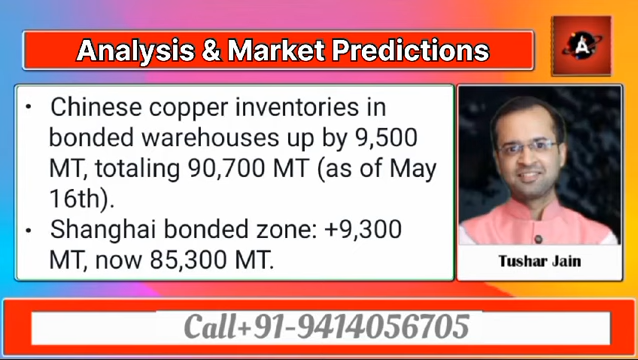 Analysis & Market Predictions
A
• Chinese copper inventories in
bonded warehouses up by 9,500
MT, totaling 90,700 MT (as of May
16th).
• Shanghai bonded zone: +9,300
MT, now 85,300 MT.
Tushar Jain
Call+91-9414056705